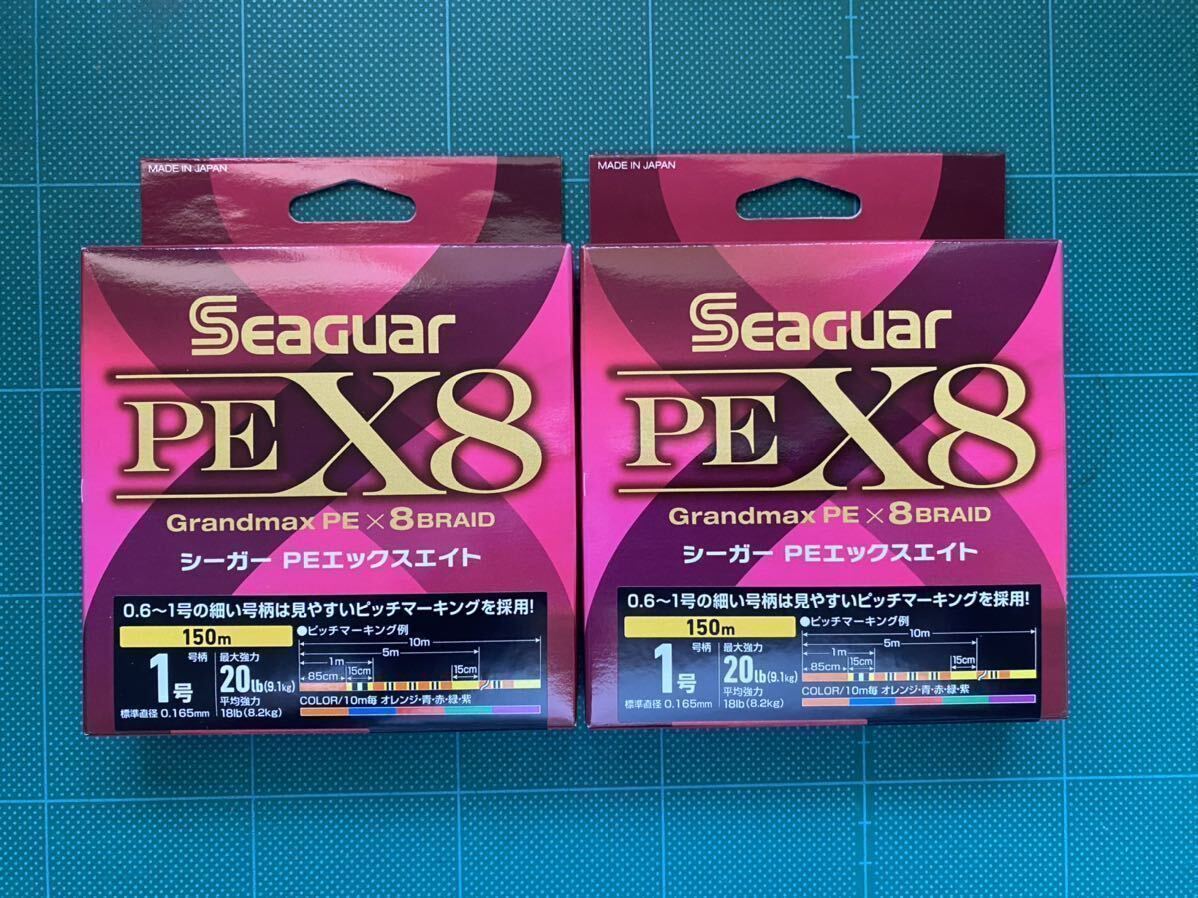 MADE IN JAPAN
Seaguar
PE X8
Grandmax PE×8BRAID
シーガー PEエックスエイト
0.6～1号の細い号柄は見やすいピッチマーキングを採用!
150m
●ピッチマーキング例
10m
5m
1m
85cm
15cm
15cm
号柄
1号
標準直径 0.165mm
最大強力
20lb(9.1kg)
平均強力
18lb(8.2kg)
COLOR/10m毎 オレンジ・青・赤・緑・紫
MADE IN JAPAN
Seaguar
PE X8
Grandmax PE×8BRAID
シーガー PEエックスエイト
0.6～1号の細い号柄は見やすいピッチマーキングを採用!
150m
●ピッチマーキング例
10m
5m
1m
85cm
15cm
15cm
号柄
1号
標準直径 0.165mm
最大強力
20lb(9.1kg)
平均強力
18lb(8.2kg)
COLOR/10m毎 オレンジ・青・赤・緑・紫